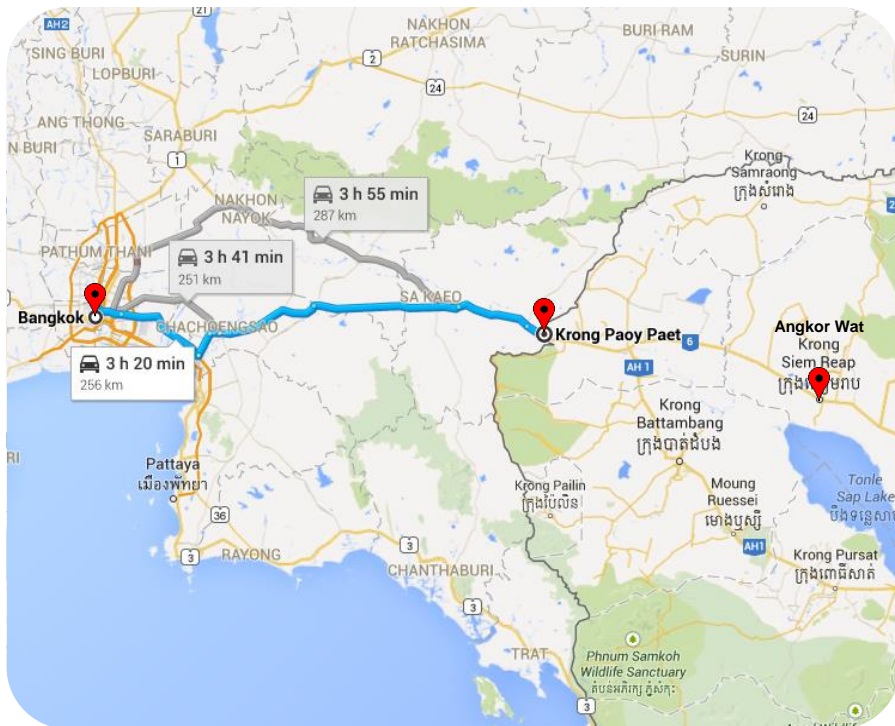 AH2
21
NAKHON
RATCHASIMA
BURI RAM
SURIN
SING BURI
LOPBURI
2
24
24
ANG THONG
SARABURI
N BURI
1
Krong
Samraong
ក្រុងសំរោង
NAKHON
NAYOK
3 h 55 min
287 km
2
PATHUM THANI
3 h 41 min
251 km
SA KAEO
Bangkok
CHACHOENGSAO
Krong Paoy Paet
6
Angkor Wat
Krong
Siem Reap
3 h 20 min
256 km
AH 1
Krong
Battambang
ក្រុងបាត់ដំបង
RI
Pattaya
เมืองพัทยา
Krong Pailin
ក្រុងប៉ៃលិន
Moung
Ruessei
មោងឫស្សី
Tonle
Sap Lake
36
3
RAYONG
3
AH1
Krong Pursat
ក្រុងពោធិ៍សាត់
CHANTHABURI
3
TRAT
Phnum Samkoh
Wildlife Sanctuary
3